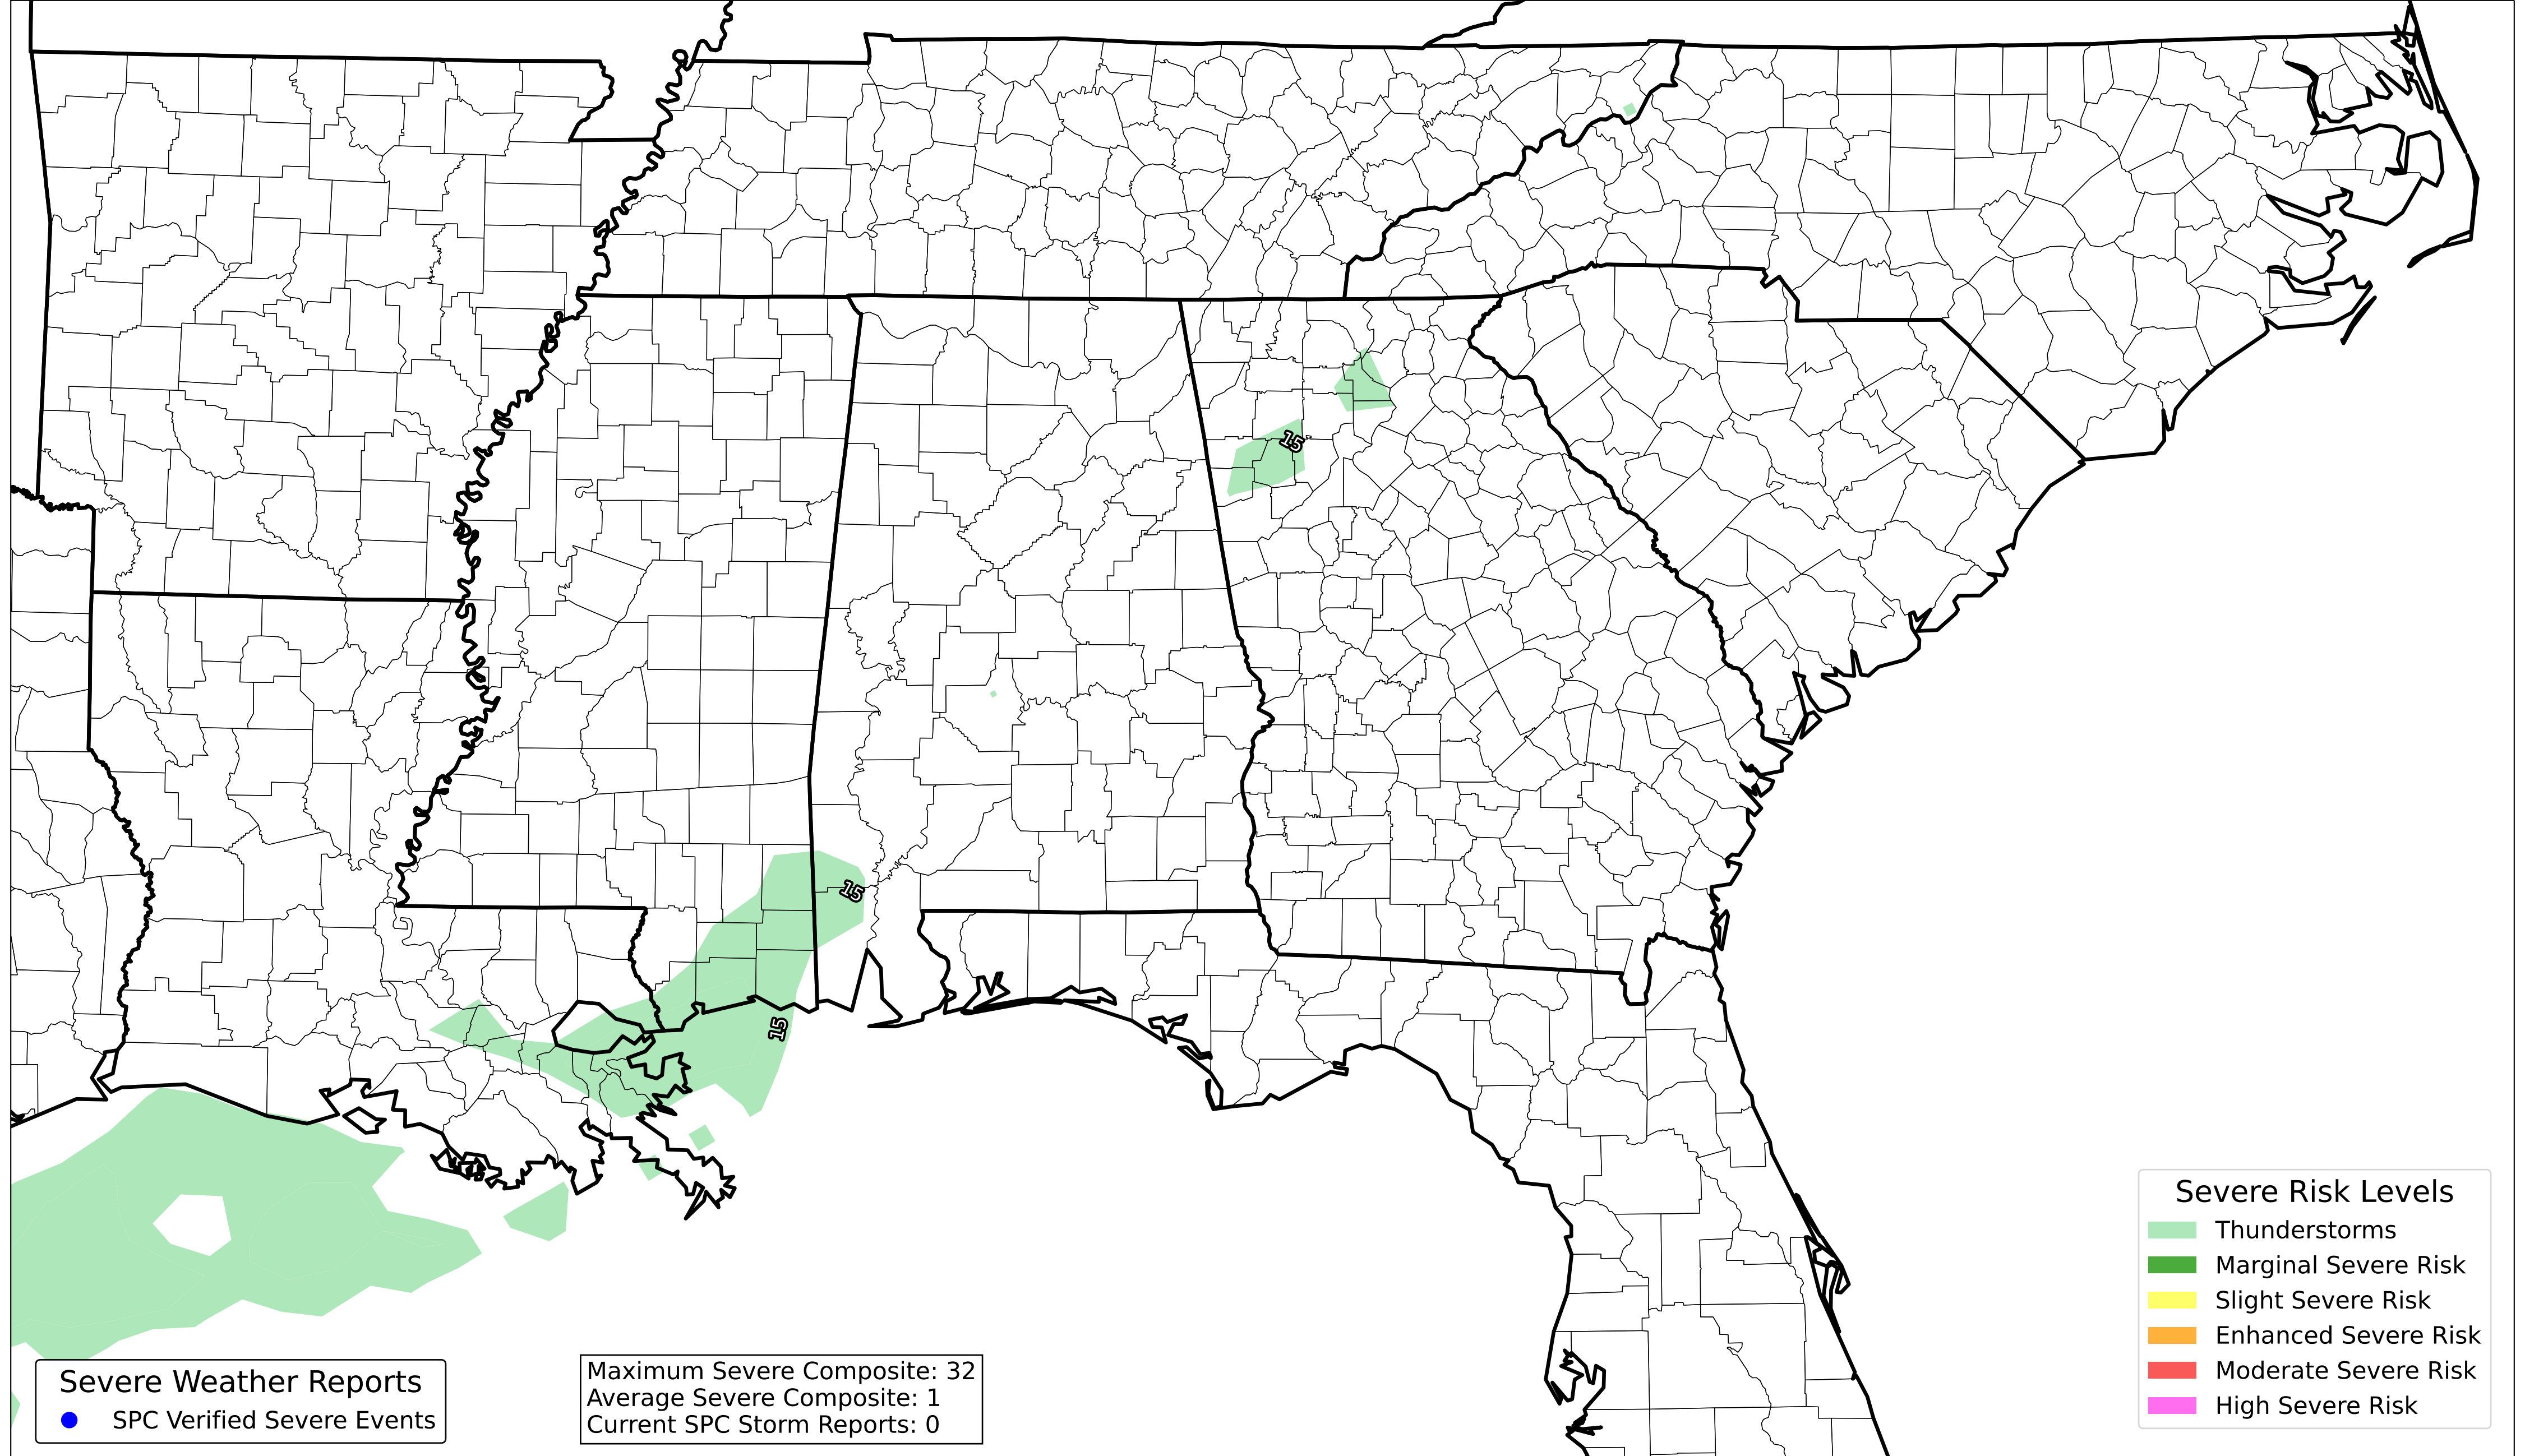 15
15
15
Severe Weather Reports
SPC Verified Severe Events
Maximum Severe Composite: 32
Average Severe Composite: 1
Current SPC Storm Reports: 0
Severe Risk Levels
Thunderstorms
Marginal Severe Risk
Slight Severe Risk
Enhanced Severe Risk
Moderate Severe Risk
High Severe Risk